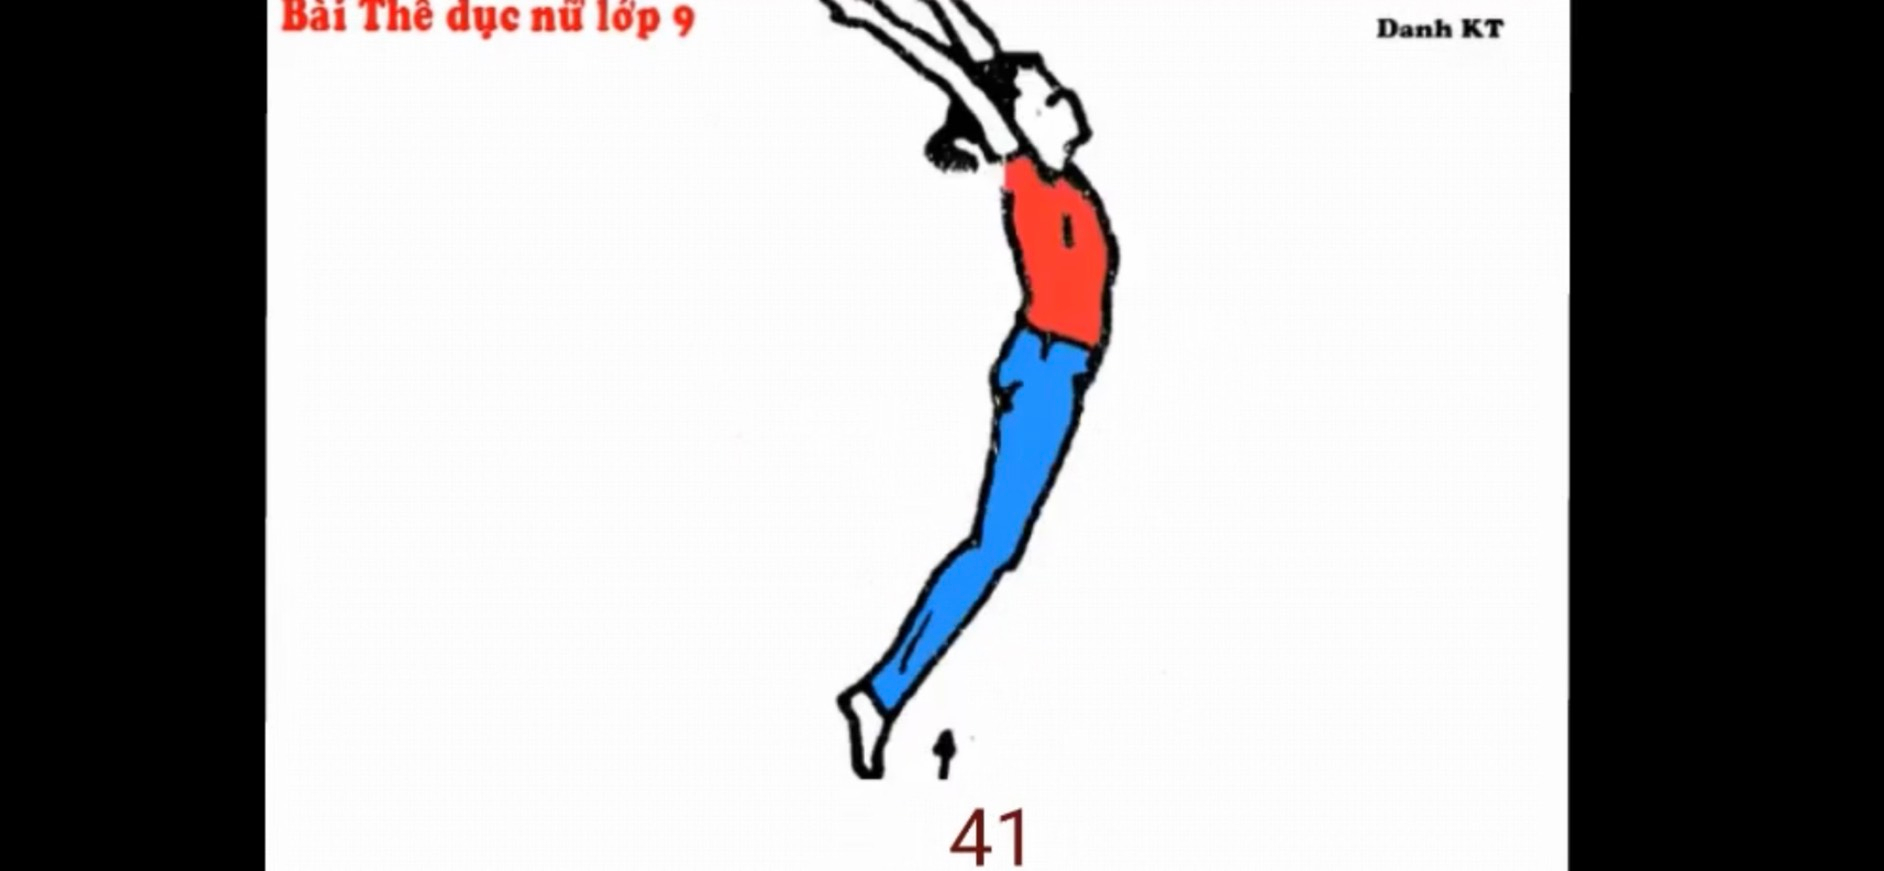 Bài Thể dục nữ lớp 9
Danh KT
41